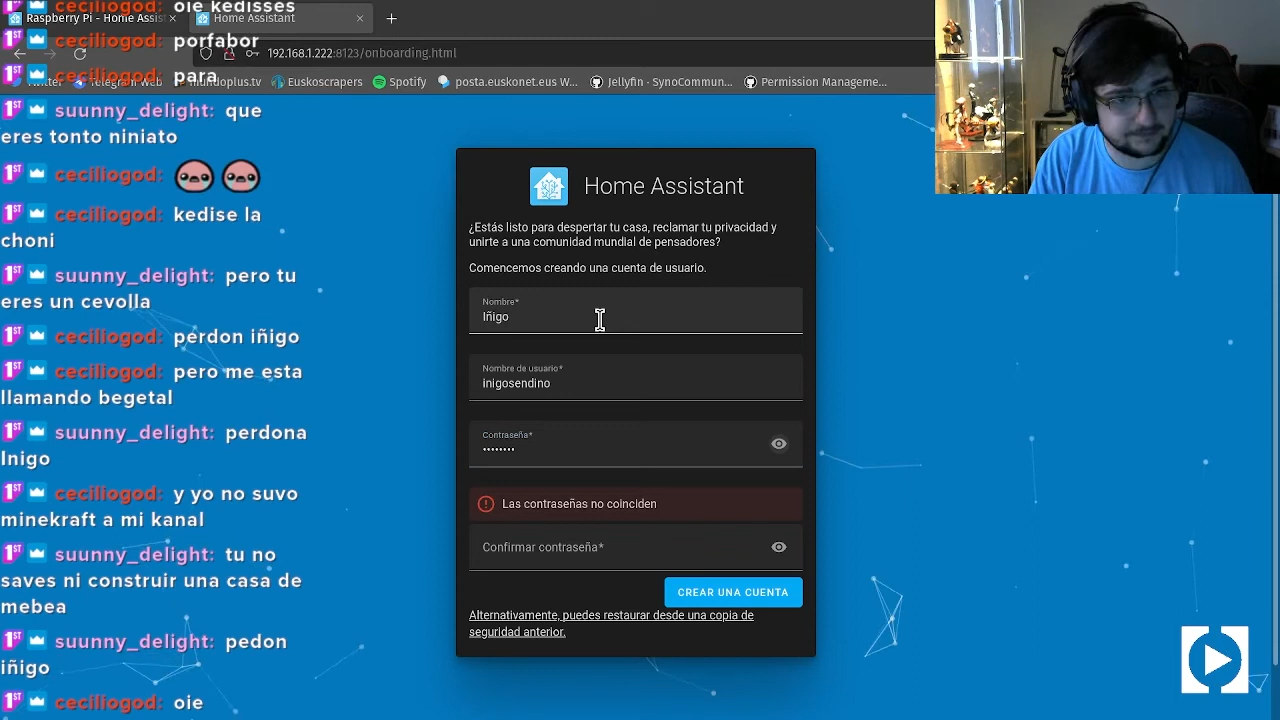 oie kedisses
ceciliogod: porfabor
ceciliogod: para
suunny_delight: que
eres tonto niniato
ceciliogod:
ceciliogod: kedise la
choni
suunny_delight: pero tu
eres un cevolla
ceciliogod: perdon iñigo
ceciliogod: pero me esta
llamando begetal
suunny_delight: perdona
Inigo
ceciliogod: y yo no suvo
minekraft a mi kanal
suunny_delight: tu no
saves ni construir una casa de
mebea
suunny_delight: pedon
iñigo
ceciliogod: oie
Raspberry Pi - Home Assis
Home Assistant
192.168.1.222:8123/onboarding.html
mundoplus.tv
Euskoscrapers
Spotify
posta.euskonet.eus W...
Jellyfin - SynoCommun...
Permission Manageme...
Home Assistant
¿Estás listo para despertar tu casa, reclamar tu privacidad y
unirte a una comunidad mundial de pensadores?
Comencemos creando una cuenta de usuario.
Nombre*
Iñigo
Nombre de usuario*
inigosendino
Contraseña*
Las contraseñas no coinciden
Confirmar contraseña*
CREAR UNA CUENTA
Alternativamente, puedes restaurar desde una copia de
seguridad anterior.